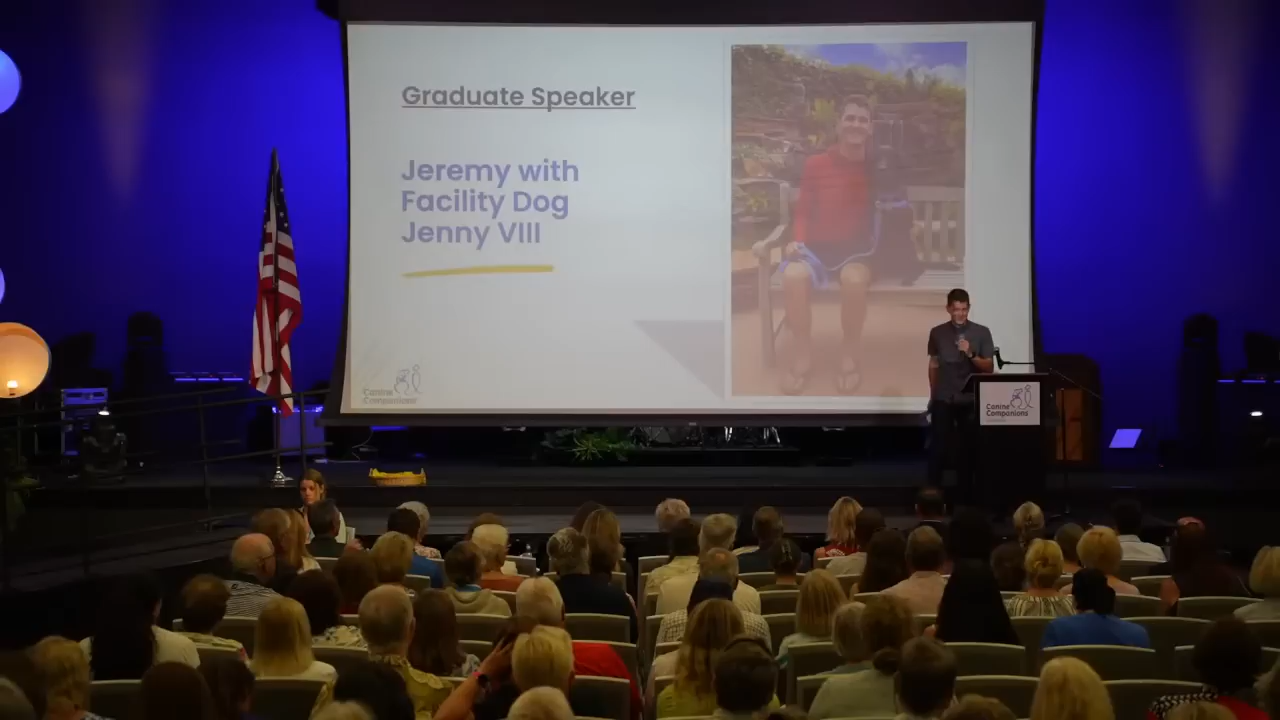 Graduate Speaker
Jeremy with
Facility Dog
Jenny VIII
Canine
Companions
Canine
Companions